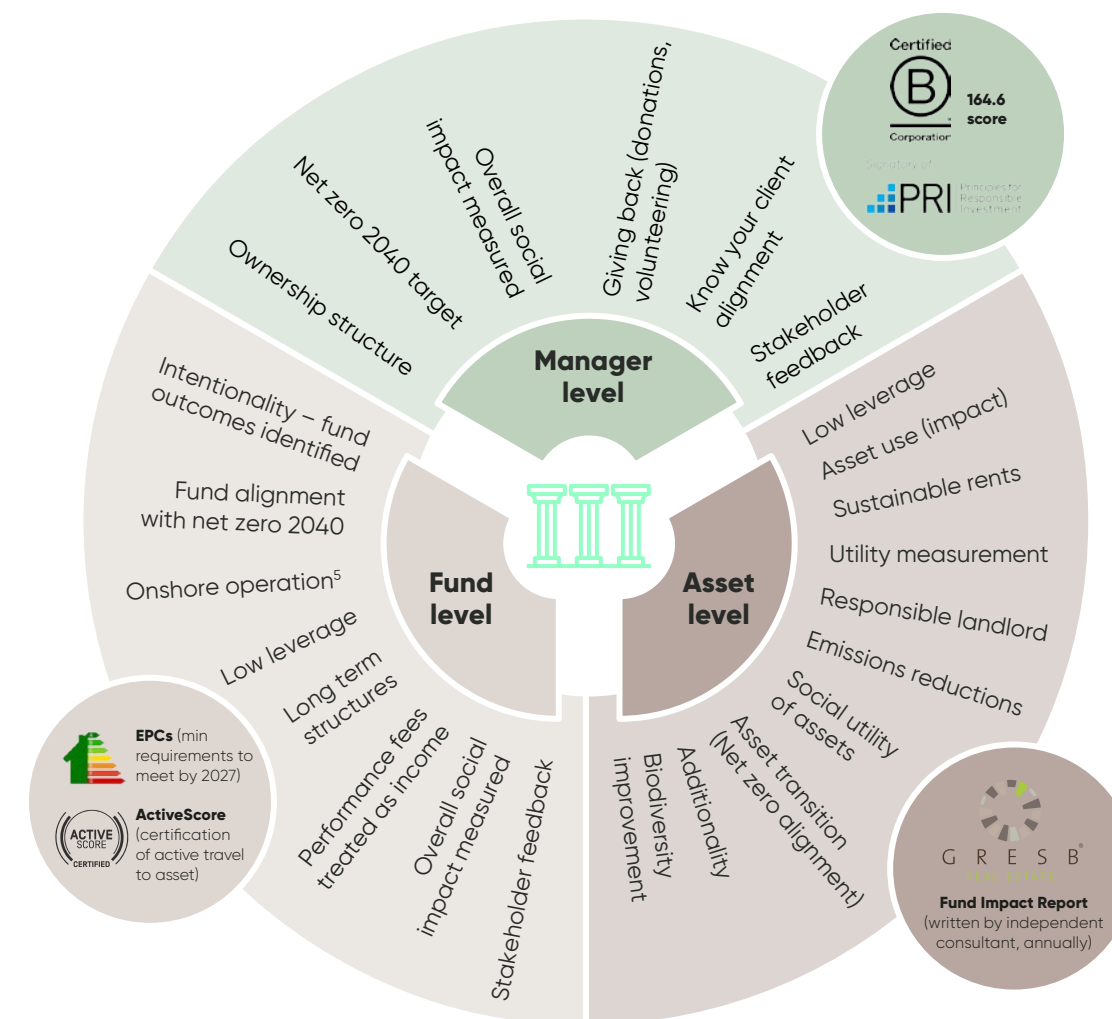 Certified
B
Corporation
164.6
score
Signatory of
PRI
Principles for
Responsible
Investment
Manager
level
Ownership structure
Net zero 2040 target
Overall social
impact measured
Giving back (donations,
volunteering)
Know your client
alignment
Stakeholder
feedback
Asset
level
Low leverage
Asset use (impact)
Sustainable rents
Utility measurement
Responsible landlord
Emissions reductions
Social utility
of assets
Asset transition
(Net zero alignment)
Additionality
Biodiversity
improvement
GRESB®
REAL ESTATE
Fund Impact Report
(written by independent
consultant, annually)
Fund
level
Intentionality – fund
outcomes identified
Fund alignment
with net zero 2040
Onshore operation⁵
Low leverage
Long term
structures
Performance fees
treated as income
Overall social
impact measured
Stakeholder feedback
EPCs (min
requirements to
meet by 2027)
ACTIVE
SCORE
CERTIFIED
ActiveScore
(certification
of active travel
to asset)